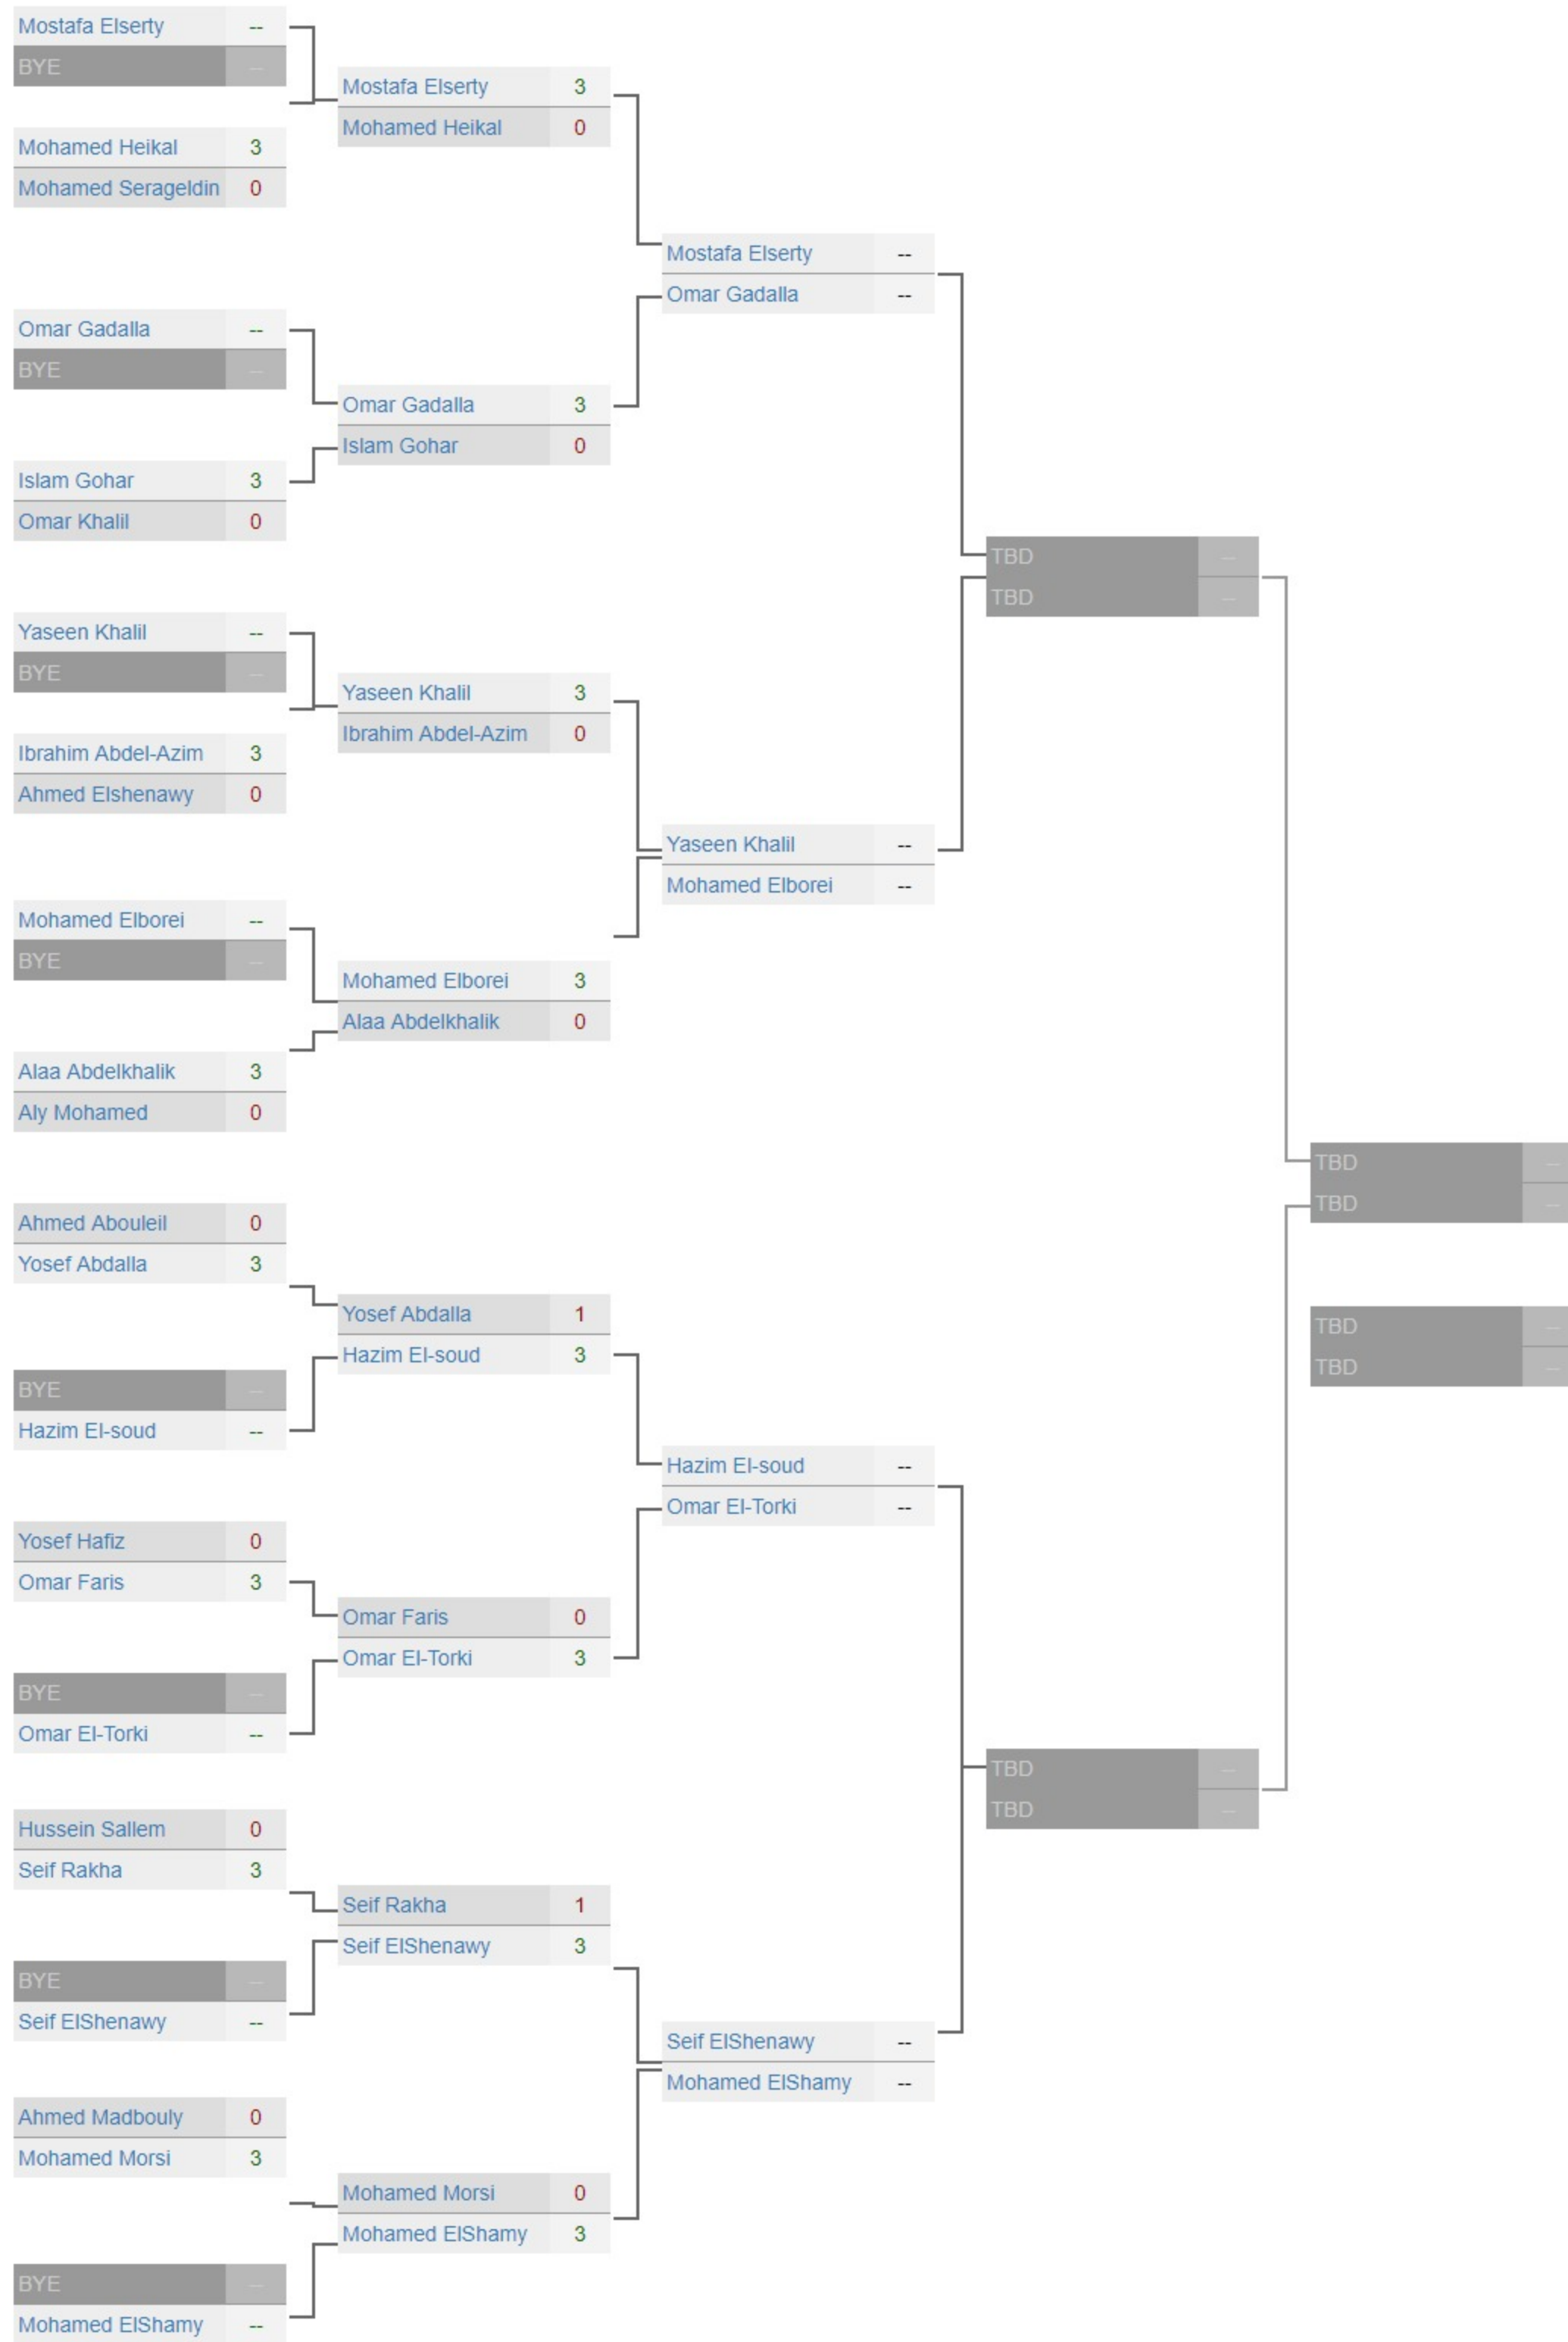 Mostafa Elserty --
BYE --
Mohamed Heikal 3
Mohamed Serageldin 0
Omar Gadalla --
BYE --
Islam Gohar 3
Omar Khalil 0
Yaseen Khalil --
BYE --
Ibrahim Abdel-Azim 3
Ahmed Elshenawy 0
Mohamed Elborei --
BYE --
Alaa Abdelkhalik 3
Aly Mohamed 0
Ahmed Abouleil 0
Yosef Abdalla 3
BYE --
Hazim El-soud --
Yosef Hafiz 0
Omar Faris 3
BYE --
Omar El-Torki --
Hussein Sallem 0
Seif Rakha 3
BYE --
Seif ElShenawy --
Ahmed Madbouly 0
Mohamed Morsi 3
BYE --
Mohamed ElShamy --
Mostafa Elserty 3
Mohamed Heikal 0
Omar Gadalla 3
Islam Gohar 0
Yaseen Khalil 3
Ibrahim Abdel-Azim 0
Mohamed Elborei 3
Alaa Abdelkhalik 0
Yosef Abdalla 1
Hazim El-soud 3
Omar Faris 0
Omar El-Torki 3
Seif Rakha 1
Seif ElShenawy 3
Mohamed Morsi 0
Mohamed ElShamy 3
Mostafa Elserty --
Omar Gadalla --
Yaseen Khalil --
Mohamed Elborei --
Hazim El-soud --
Omar El-Torki --
Seif ElShenawy --
Mohamed ElShamy --
TBD --
TBD --
TBD --
TBD --
TBD --
TBD --
TBD --
TBD --